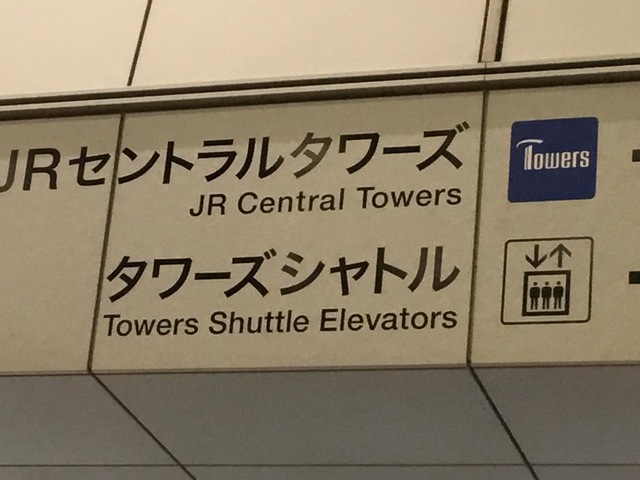 JRセントラルタワーズ
JR Central Towers
Towers
タワーズシャトル
Towers Shuttle Elevators